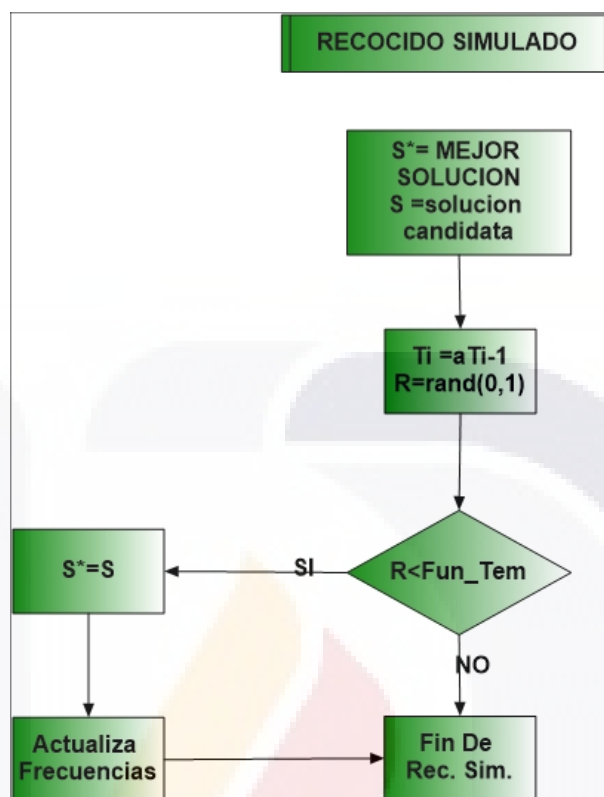 RECOCIDO SIMULADO
S*= MEJOR
SOLUCION
S =solucion
candidata
Ti =aTi-1
R=rand(0,1)
R<Fun_Tem
SI
S*=S
NO
Actualiza
Frecuencias
Fin De
Rec. Sim.